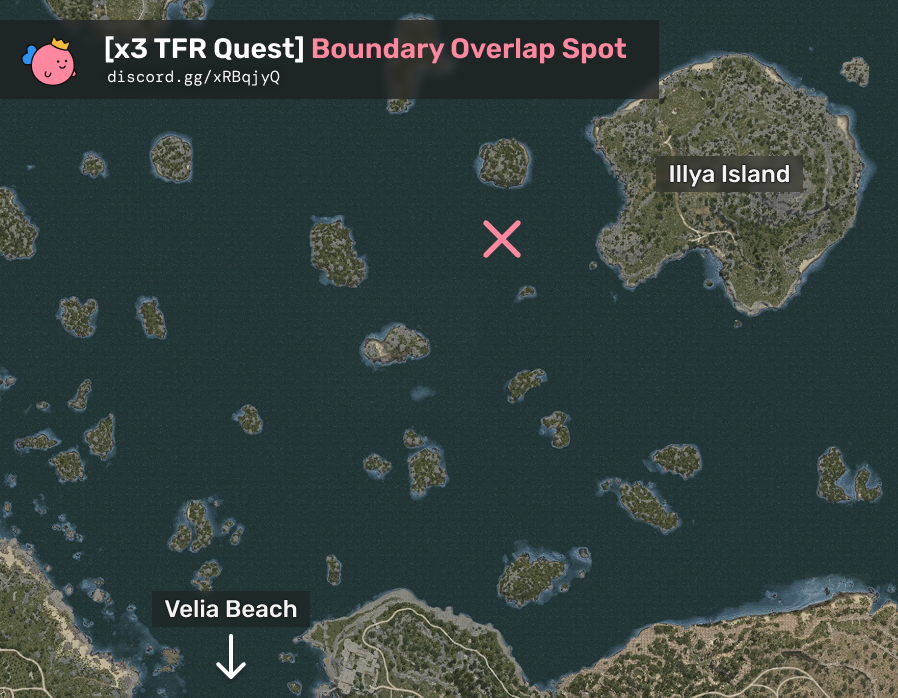 [x3 TFR Quest] Boundary Overlap Spot
discord.gg/xRBqjyQ
Illya Island
Velia Beach